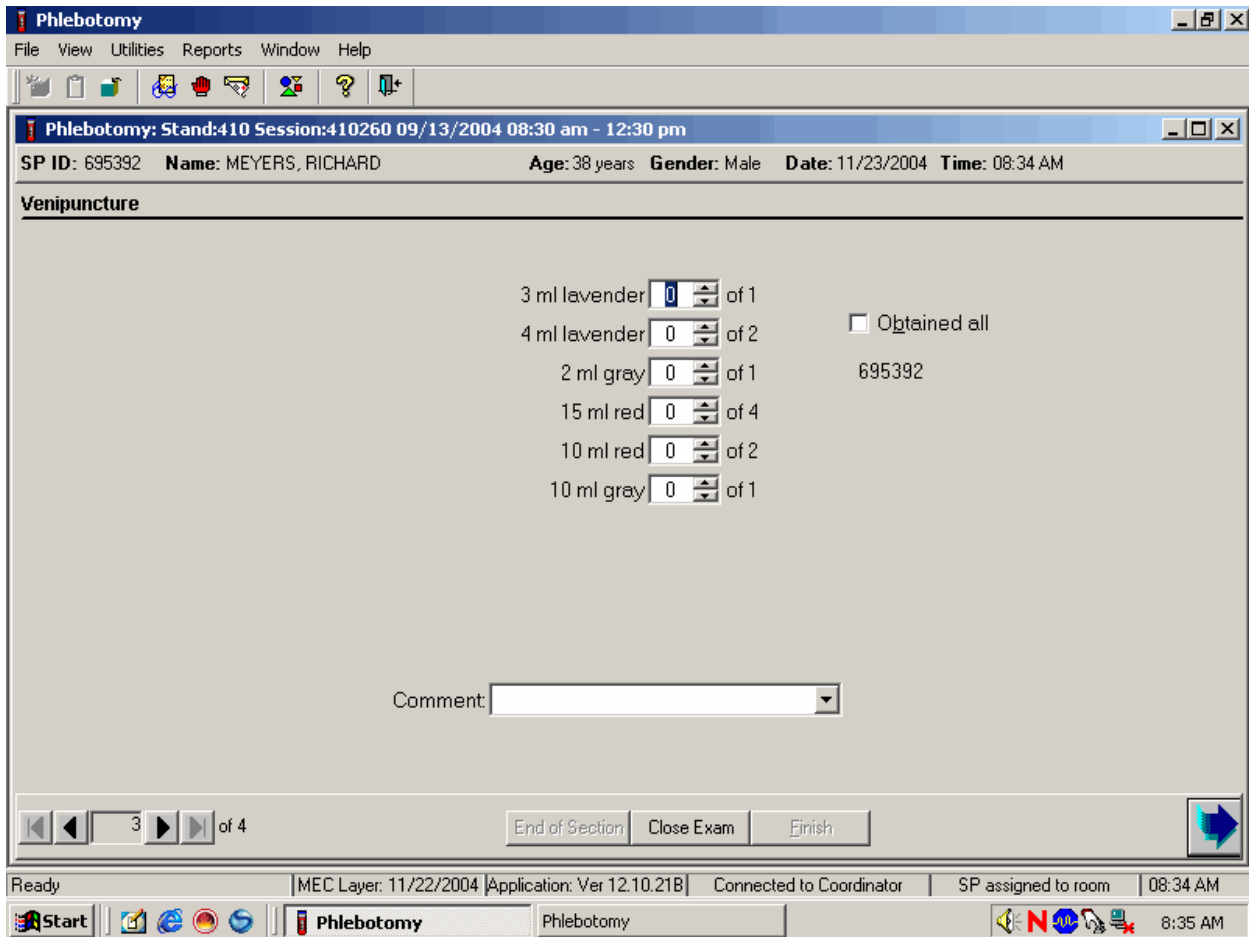 Phlebotomy
File View Utilities Reports Window Help
Phlebotomy: Stand:410 Session:410260 09/13/2004 08:30 am - 12:30 pm
SP ID: 695392 Name: MEYERS, RICHARD Age: 38 years Gender: Male Date: 11/23/2004 Time: 08:34 AM
Venipuncture
3 ml lavender 0 of 1
4 ml lavender 0 of 2
2 ml gray 0 of 1
15 ml red 0 of 4
10 ml red 0 of 2
10 ml gray 0 of 1
Obtained all
695392
Comment:
3 of 4 End of Section Close Exam Finish
Ready MEC Layer: 11/22/2004 Application: Ver 12.10.21B Connected to Coordinator SP assigned to room 08:34 AM
Start Phlebotomy Phlebotomy N 8:35 AM